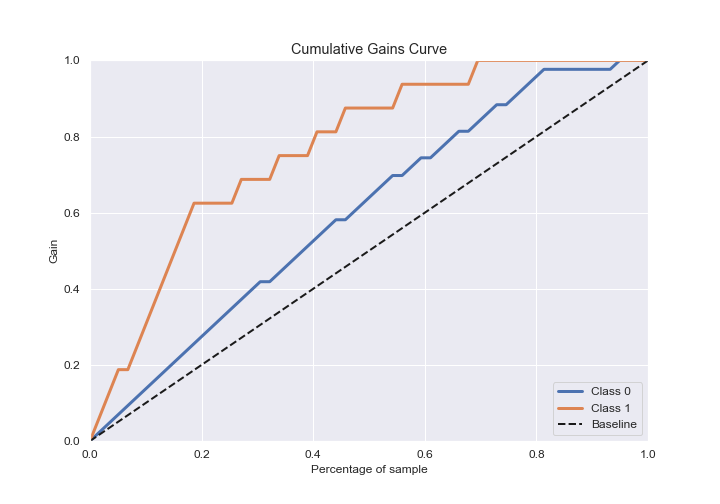 Cumulative Gains Curve
1.0
0.8
0.6
0.4
0.2
0.0
Gain
0.0 0.2 0.4 0.6 0.8 1.0
Percentage of sample
Class 0
Class 1
Baseline